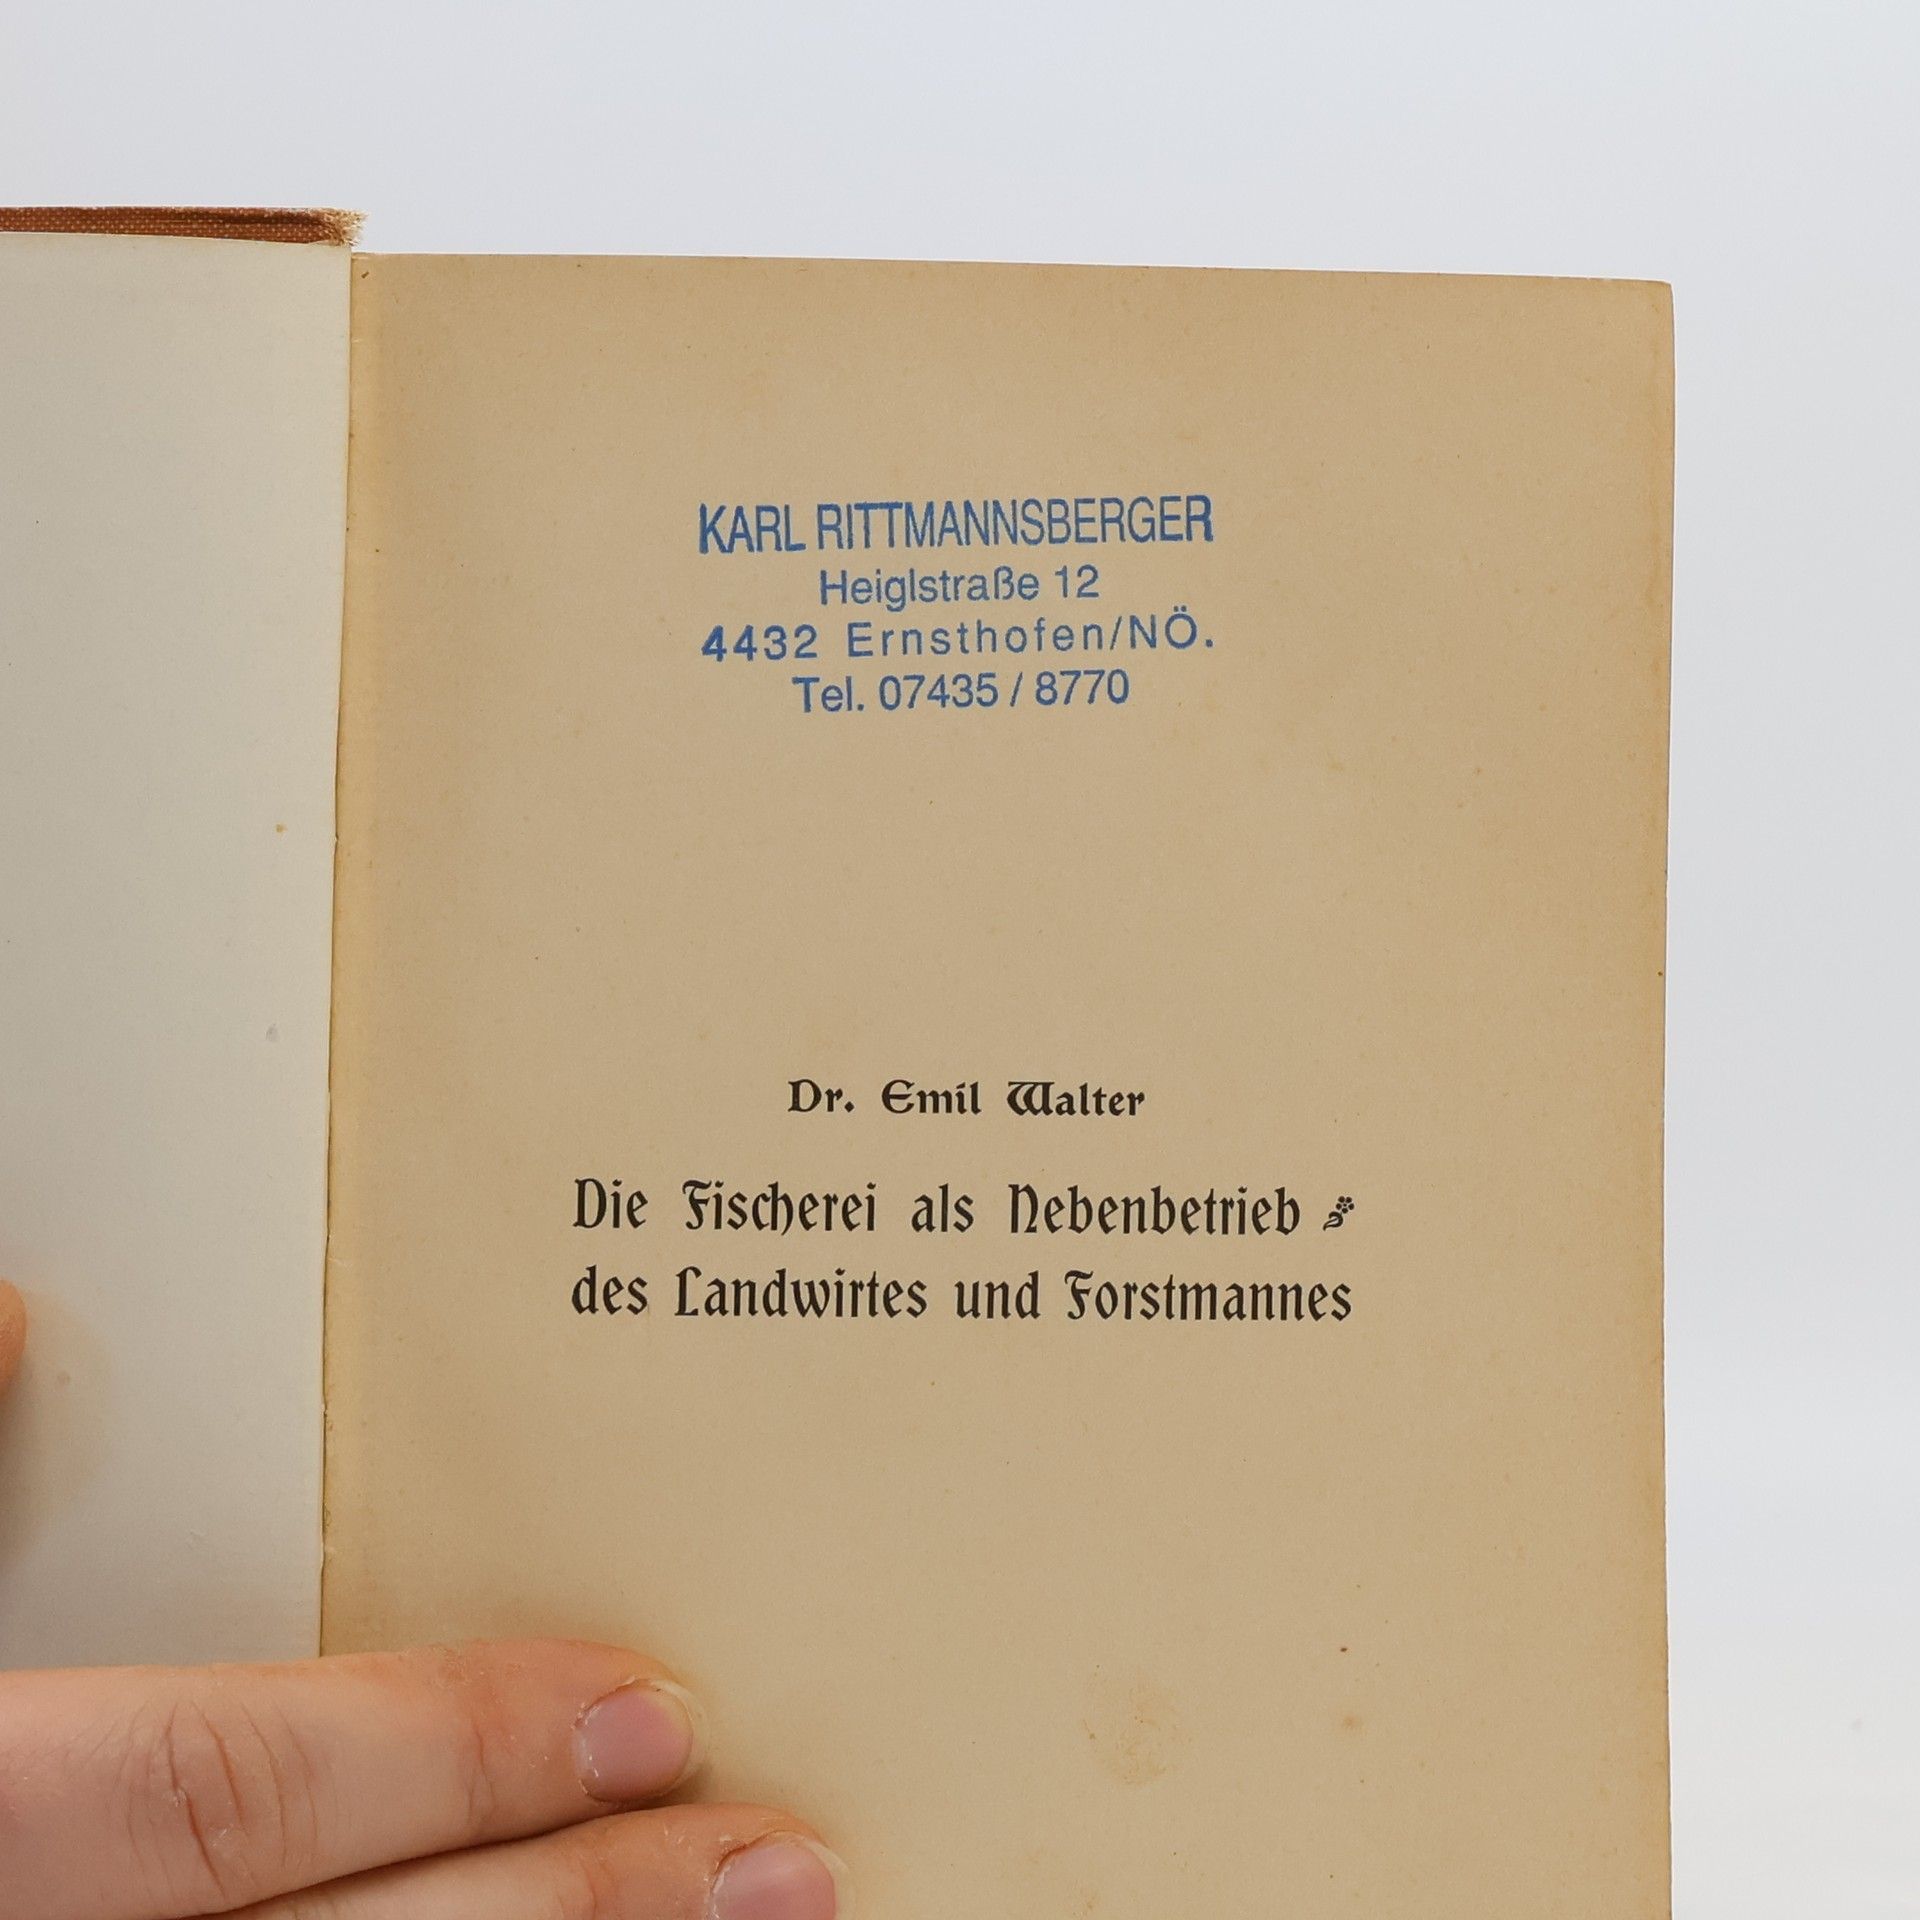 KARL RITTMANNSBERGER
Heiglstraße 12
4432 Ernsthofen/NÖ.
Tel. 07435 / 8770
Dr. Emil Walter
Die Fischerei als Nebenbetrieb
des Landwirtes und Forstmannes